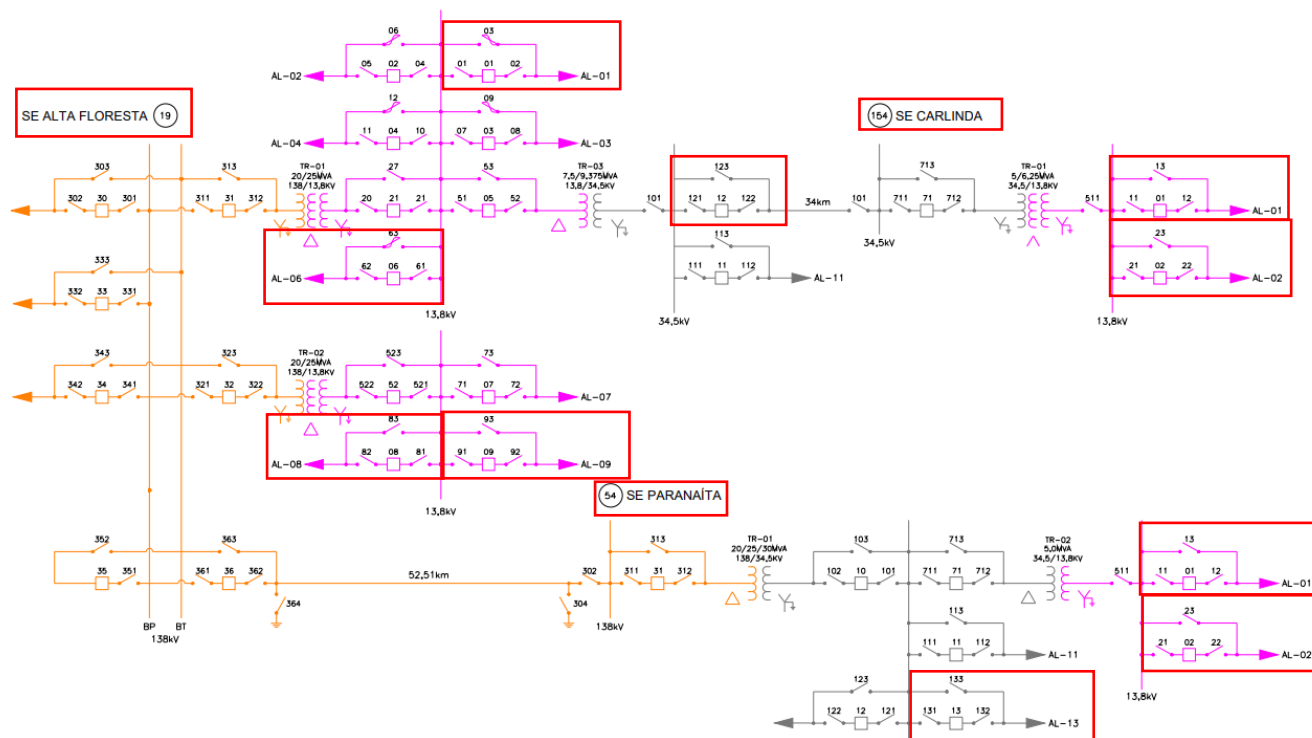 06 03
AL-02 05 02 04 01 01 02 AL-01
SE ALTA FLORESTA 19
12 09
154 SE CARLINDA
AL-04 11 04 10 07 03 08 AL-03
303 313 TR-01 27 53 TR-03 123 713 TR-01 13
20/25MVA 7,5/9,375MVA 5/6,25MVA
138/13,8KV 13,8/34,5KV 34,5/13,8KV
302 30 301 311 31 312 20 21 21 51 05 52 101 121 12 122 34km 101 711 71 712 511 11 01 12 AL-01
63 113 34,5kV 23
333
AL-06 62 06 61 111 11 112 AL-11 21 02 22 AL-02
332 33 331
13,8kV 34,5kV 13,8kV
343 323 TR-02 523 73
20/25MVA
138/13,8KV
342 34 341 321 32 322 522 52 521 71 07 72 AL-07
83 93
AL-08 82 08 81 91 09 92 AL-09
54 SE PARANAÍTA
13,8kV
352 363 313 TR-01 103 713 TR-02 13
20/25/30MVA 5,0MVA
138/34,5KV 34,5/13,8KV
35 351 361 36 362 52,51km 302 311 31 312 102 10 101 711 71 712 511 11 01 12 AL-01
364 304 113 23
BP BT 138kV
138kV
111 11 112 AL-11 21 02 22 AL-02
123 133 13,8kV
122 12 121 131 13 132 AL-13